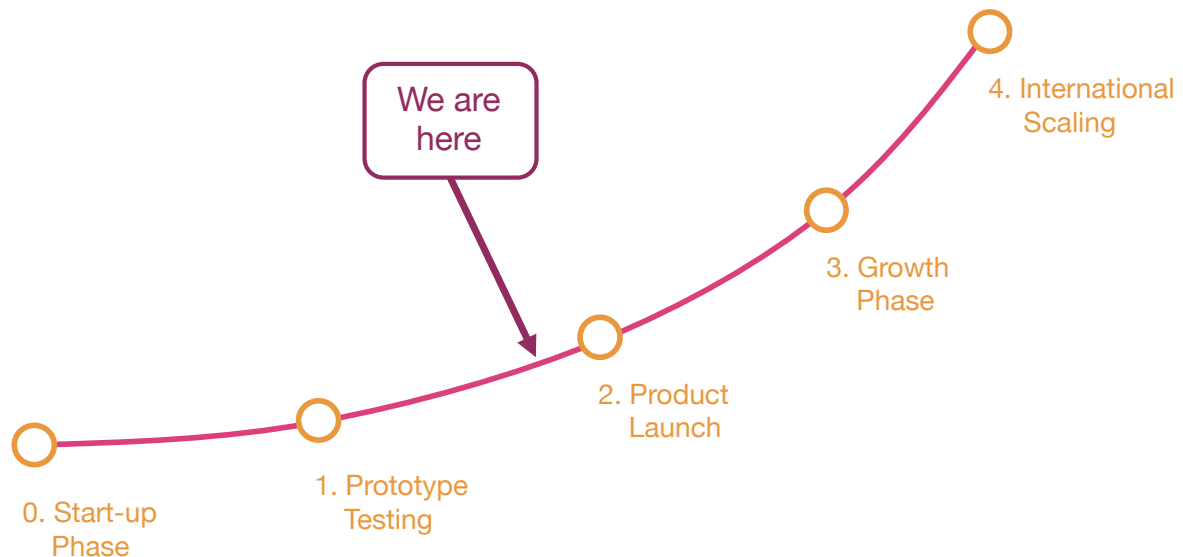 We are
here
4. International
Scaling
3. Growth
Phase
2. Product
Launch
1. Prototype
Testing
0. Start-up
Phase